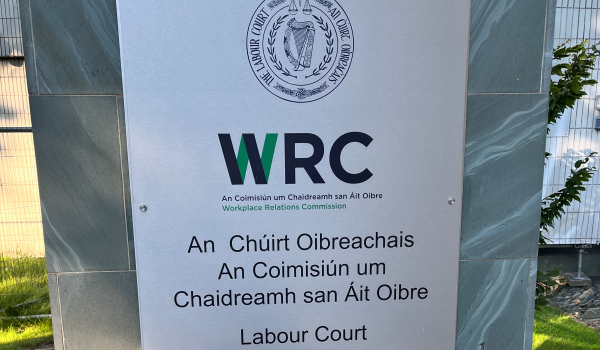 THE LABOUR COURT
AN CHÚIRT OIBREACHAIS
WRC
An Coimisiún um Chaidreamh san Áit Oibre
Workplace Relations Commission
An Chúirt Oibreachais
An Coimisiún um
Chaidreamh san Áit Oibre
Labour Court